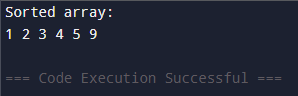 Sorted array:
1 2 3 4 5 9
=== Code Execution Successful ===